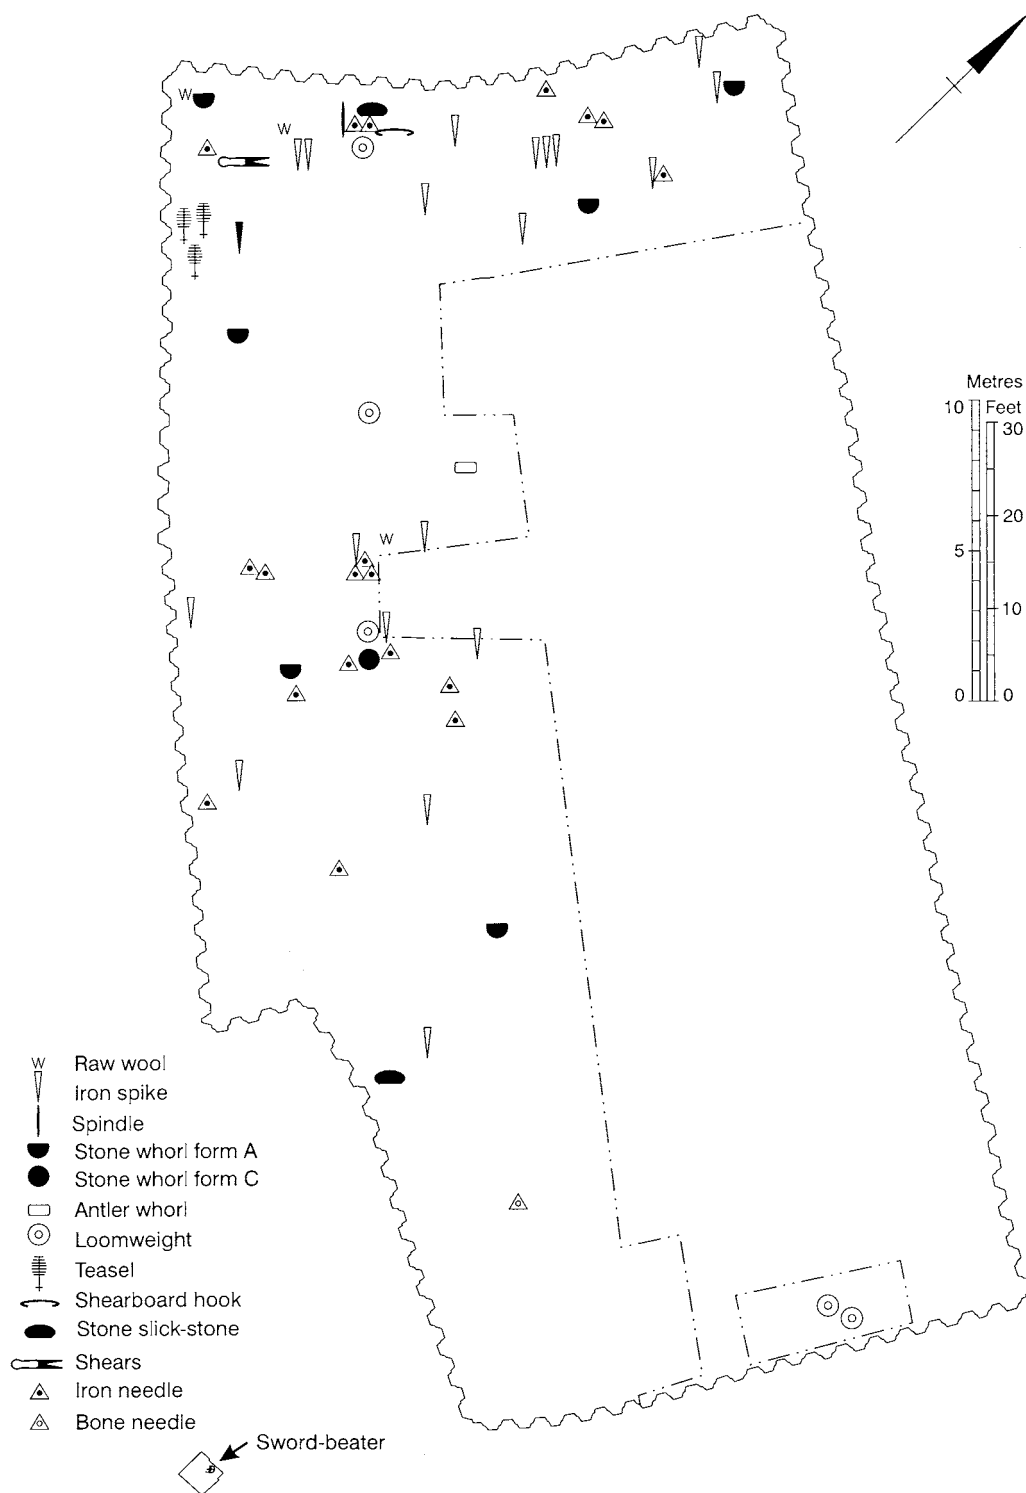 W
W
W
Metres
10 Feet
30
20
5
10
0 0
W Raw wool
Iron spike
Spindle
Stone whorl form A
Stone whorl form C
Antler whorl
Loomweight
Teasel
Shearboard hook
Stone slick-stone
Shears
Iron needle
Bone needle
Sword-beater